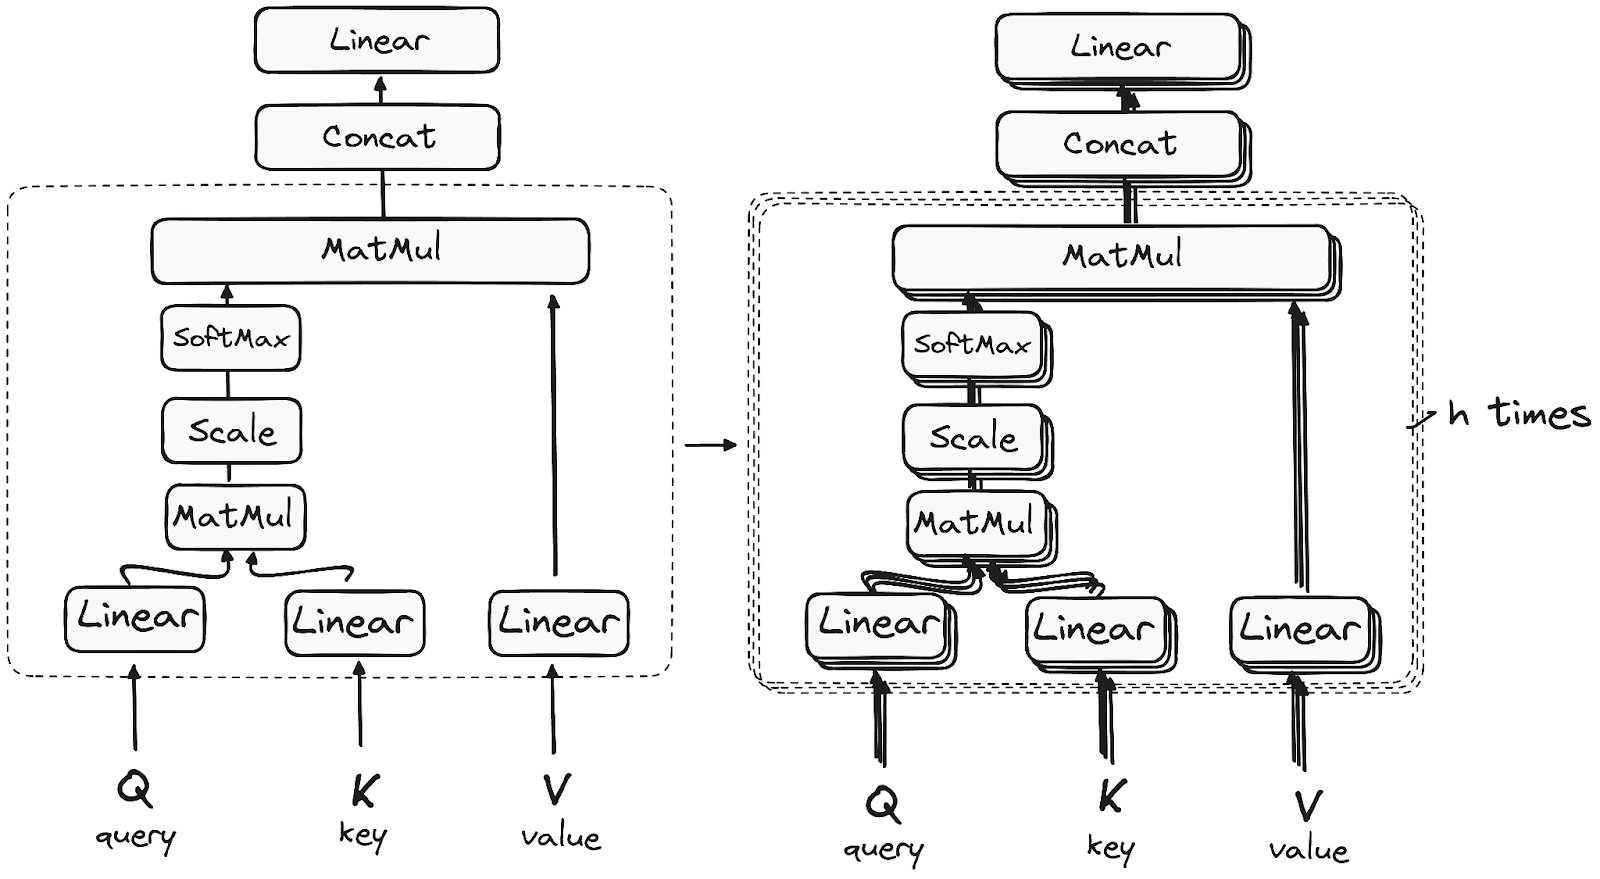 Linear
Concat
MatMul
SoftMax
Scale
MatMul
Linear Linear Linear
Q K V
query key value
Linear
Concat
MatMul
SoftMax
Scale
MatMul
Linear Linear Linear
Q K V
query key value
h times